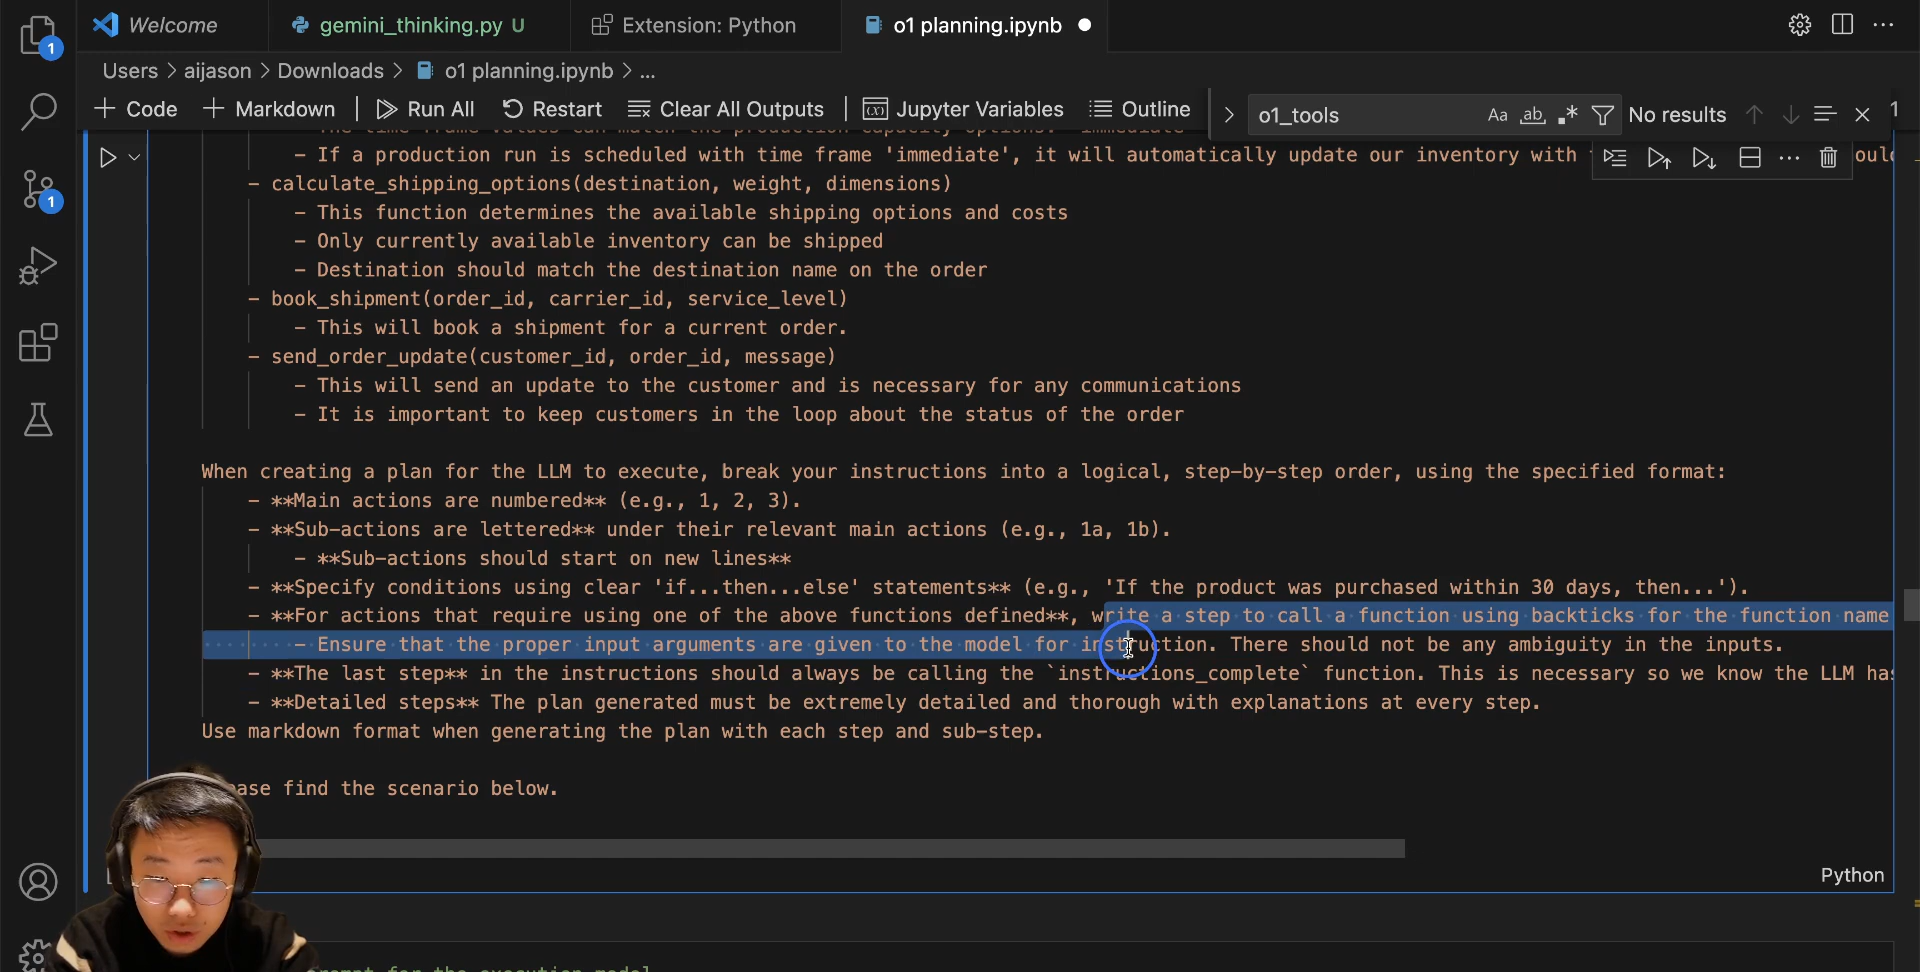 Welcome
gemini_thinking.py U
Extension: Python
o1 planning.ipynb
Users > aijason > Downloads > o1 planning.ipynb > ...
+ Code + Markdown Run All Restart Clear All Outputs Jupyter Variables Outline
o1_tools Aa ab No results
1
1
1
- If a production run is scheduled with time frame 'immediate', it will automatically update our inventory with
- calculate_shipping_options(destination, weight, dimensions)
- This function determines the available shipping options and costs
- Only currently available inventory can be shipped
- Destination should match the destination name on the order
- book_shipment(order_id, carrier_id, service_level)
- This will book a shipment for a current order.
- send_order_update(customer_id, order_id, message)
- This will send an update to the customer and is necessary for any communications
- It is important to keep customers in the loop about the status of the order
When creating a plan for the LLM to execute, break your instructions into a logical, step-by-step order, using the specified format:
- **Main actions are numbered** (e.g., 1, 2, 3).
- **Sub-actions are lettered** under their relevant main actions (e.g., 1a, 1b).
- **Sub-actions should start on new lines**
- **Specify conditions using clear 'if...then...else' statements** (e.g., 'If the product was purchased within 30 days, then...').
- **For actions that require using one of the above functions defined**, write a step to call a function using backticks for the function name
- Ensure that the proper input arguments are given to the model for instruction. There should not be any ambiguity in the inputs.
- **The last step** in the instructions should always be calling the `instructions_complete` function. This is necessary so we know the LLM has
- **Detailed steps** The plan generated must be extremely detailed and thorough with explanations at every step.
Use markdown format when generating the plan with each step and sub-step.
ase find the scenario below.
Python